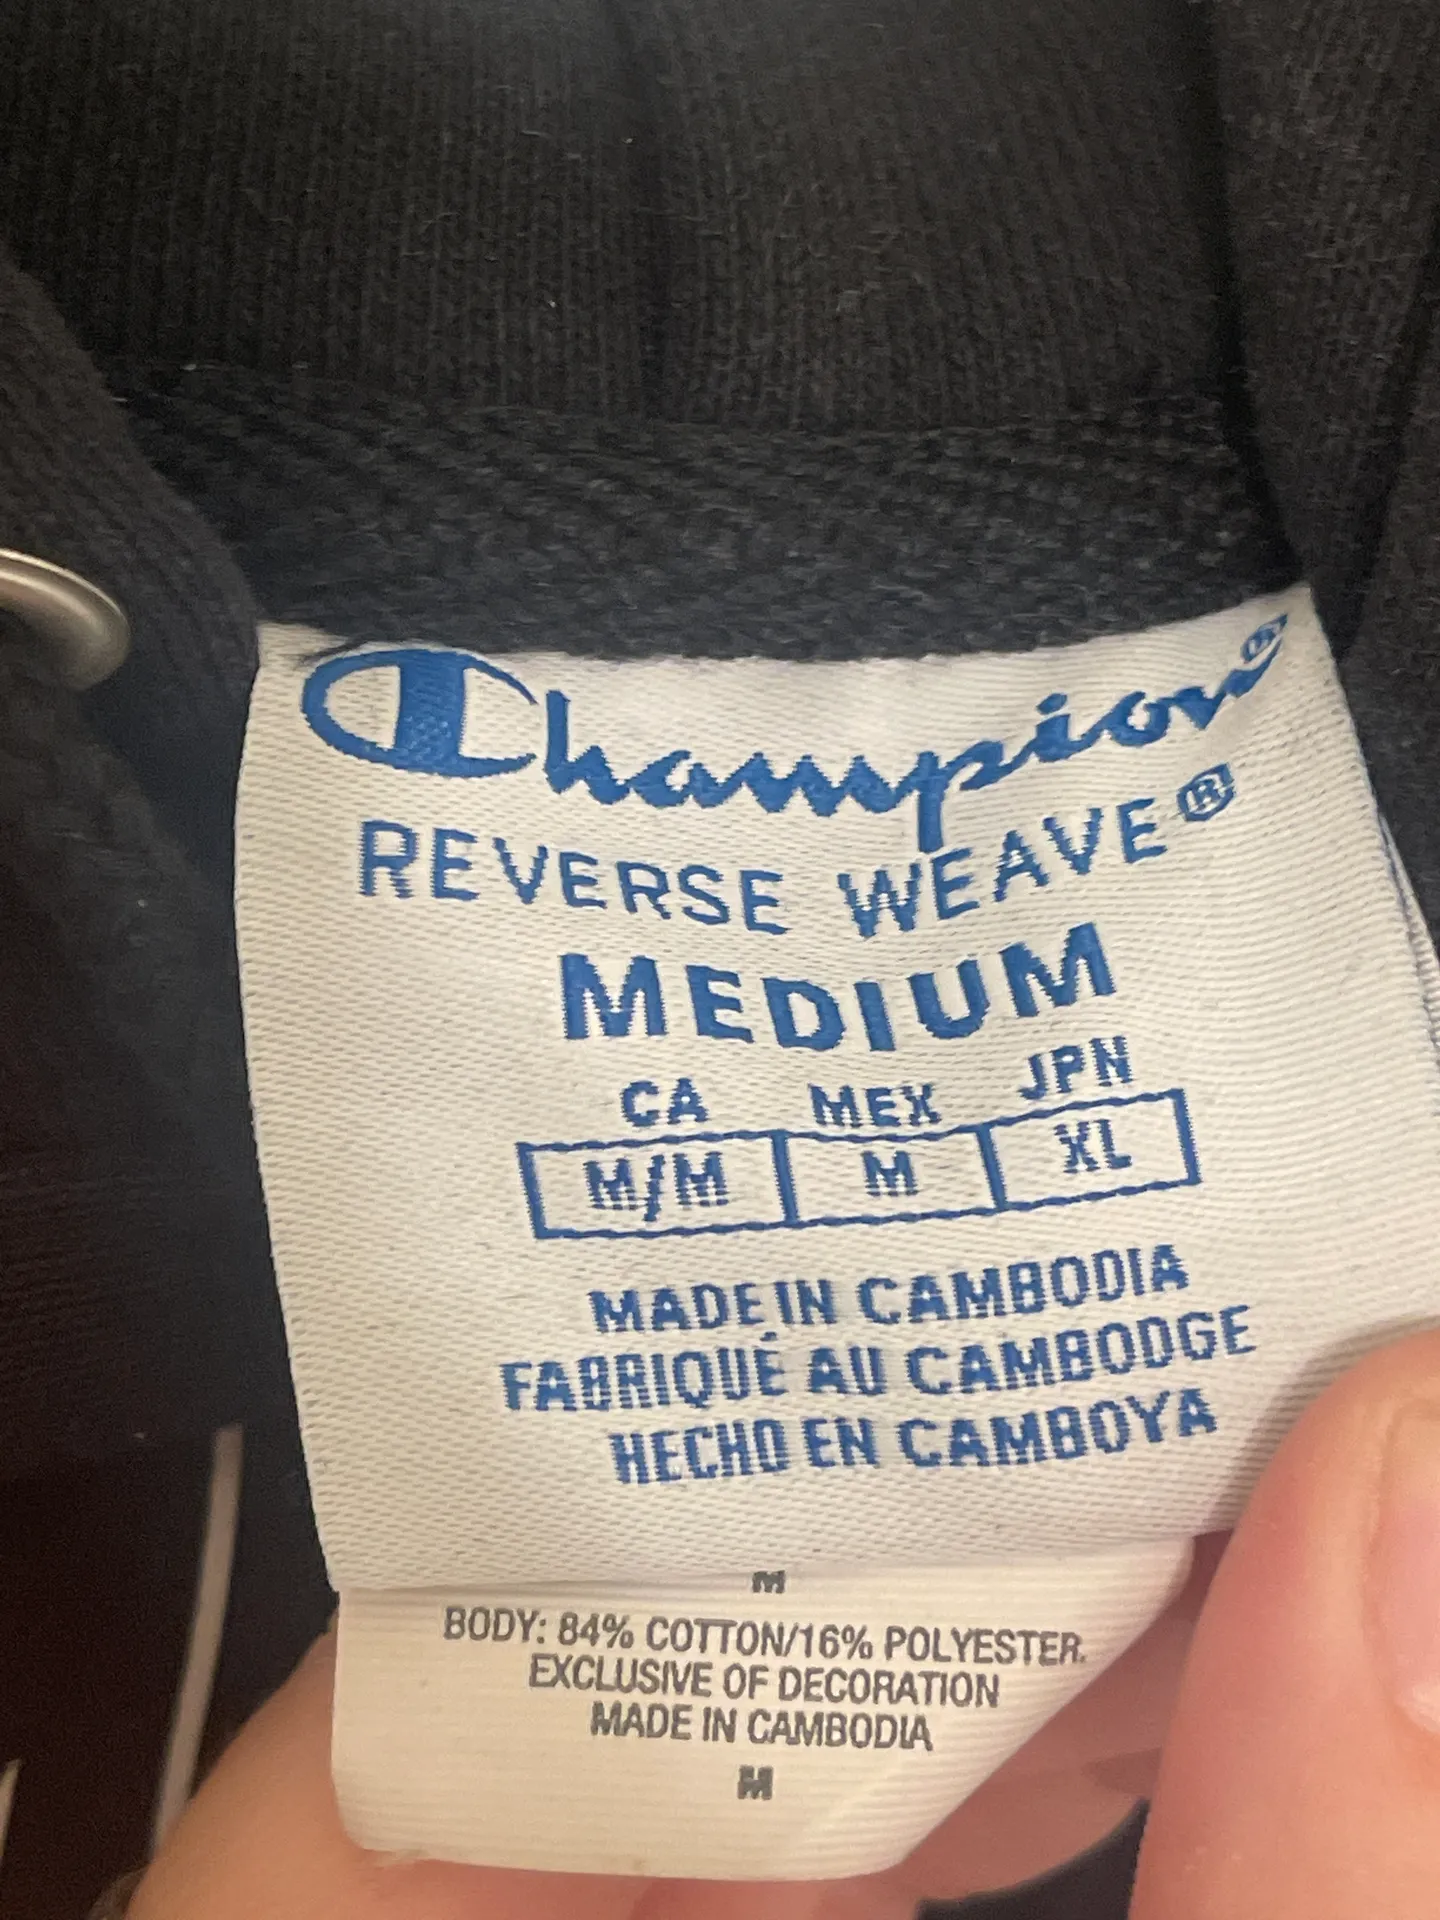 Champion®
REVERSE WEAVE®
MEDIUM
CA MEX JPN
M/M M XL
MADE IN CAMBODIA
FABRIQUÉ AU CAMBODGE
HECHO EN CAMBOYA
M
BODY: 84% COTTON/16% POLYESTER.
EXCLUSIVE OF DECORATION
MADE IN CAMBODIA
M